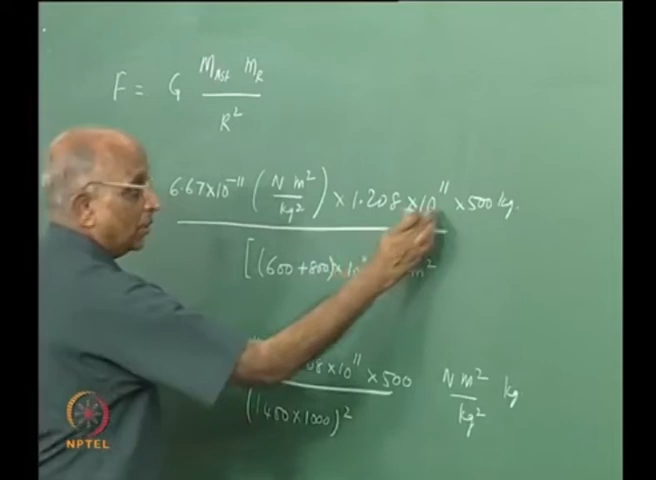 F = G M_Ast m_R / R²
6.67×10⁻¹¹ (N m² / kg²) × 1.208×10¹¹ × 500 kg.
[(600 + 800)×10 m²
08×10¹¹ ×500 N m² / kg² kg
(1400×1000)²
NPTEL